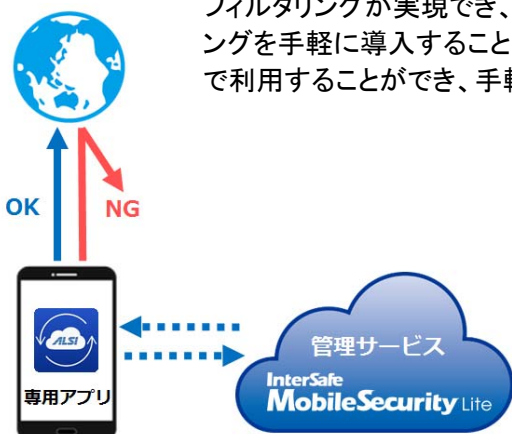 フィルタリングが実現でき、
ングを手軽に導入すること
で利用することができ、手軽
OK
NG
ALSI
専用アプリ
管理サービス
InterSafe
MobileSecurity Lite